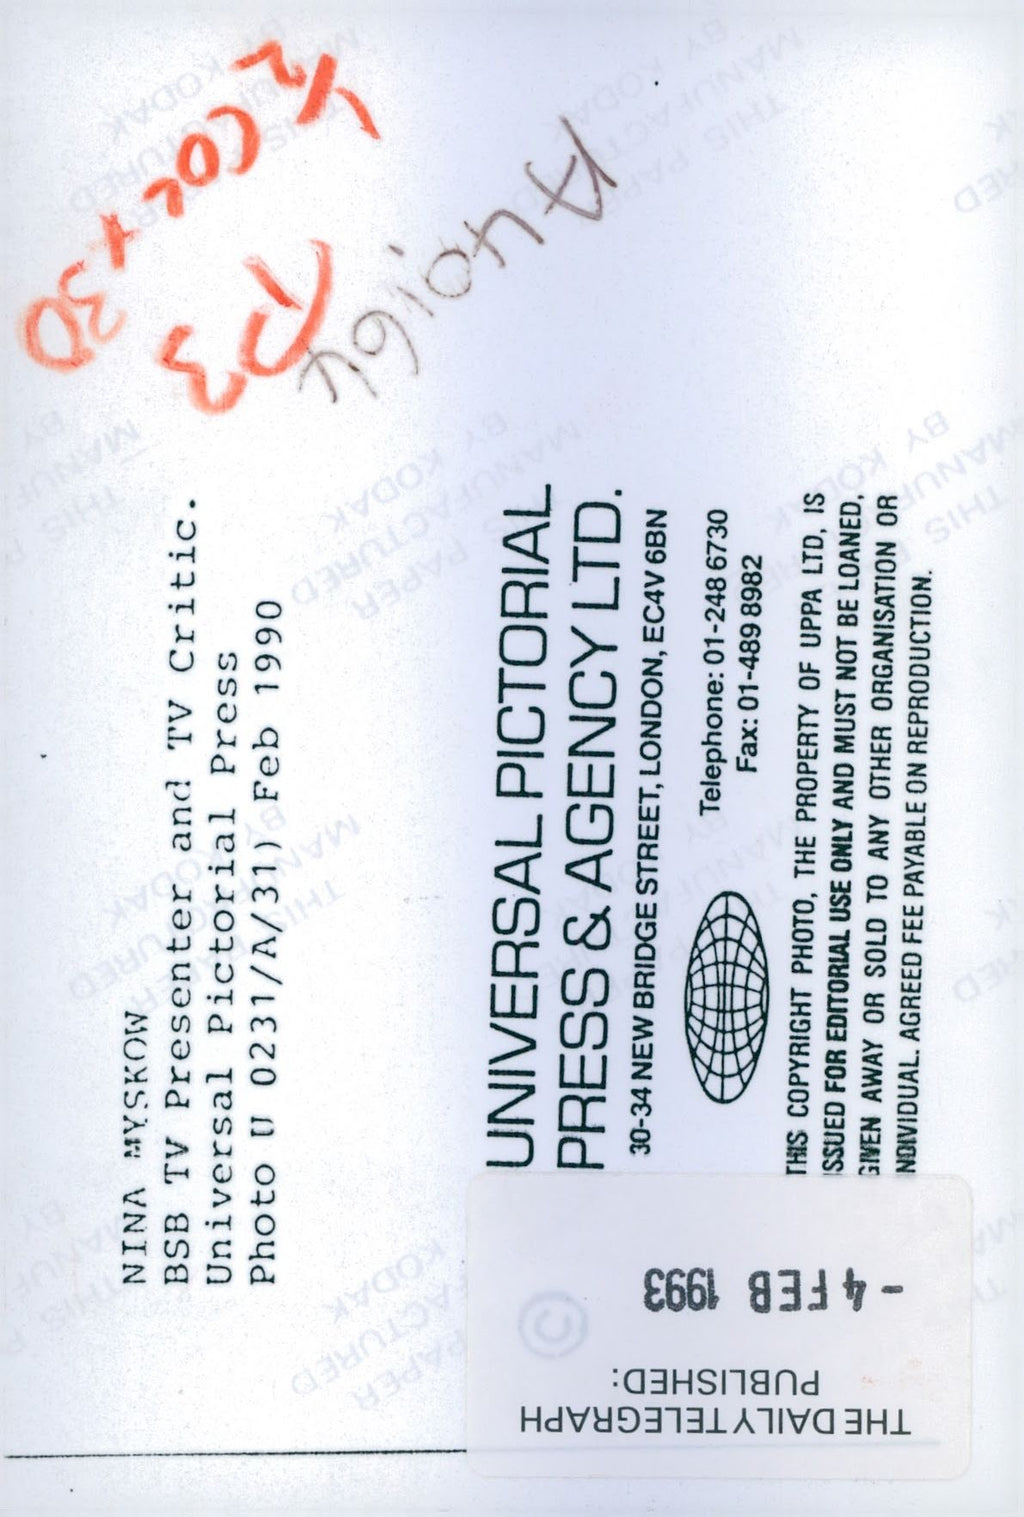 NINA MYSKOW
BSB TV Presenter and TV Critic.
Universal Pictorial Press
Photo U 0231/A/31) Feb 1990
UNIVERSAL PICTORIAL
PRESS & AGENCY LTD.
30-34 NEW BRIDGE STREET, LONDON, EC4V 6BN
Telephone: 01-248 6730
Fax: 01-489 8982
THIS COPYRIGHT PHOTO, THE PROPERTY OF UPPA LTD, IS
ISSUED FOR EDITORIAL USE ONLY AND MUST NOT BE LOANED,
GIVEN AWAY OR SOLD TO ANY OTHER ORGANISATION OR
INDIVIDUAL. AGREED FEE PAYABLE ON REPRODUCTION.
THE DAILY TELEGRAPH
PUBLISHED:
©
- 4 FEB 1993
COL x 30
P3
THIS PAPER
MANUFACTURED
BY KODAK